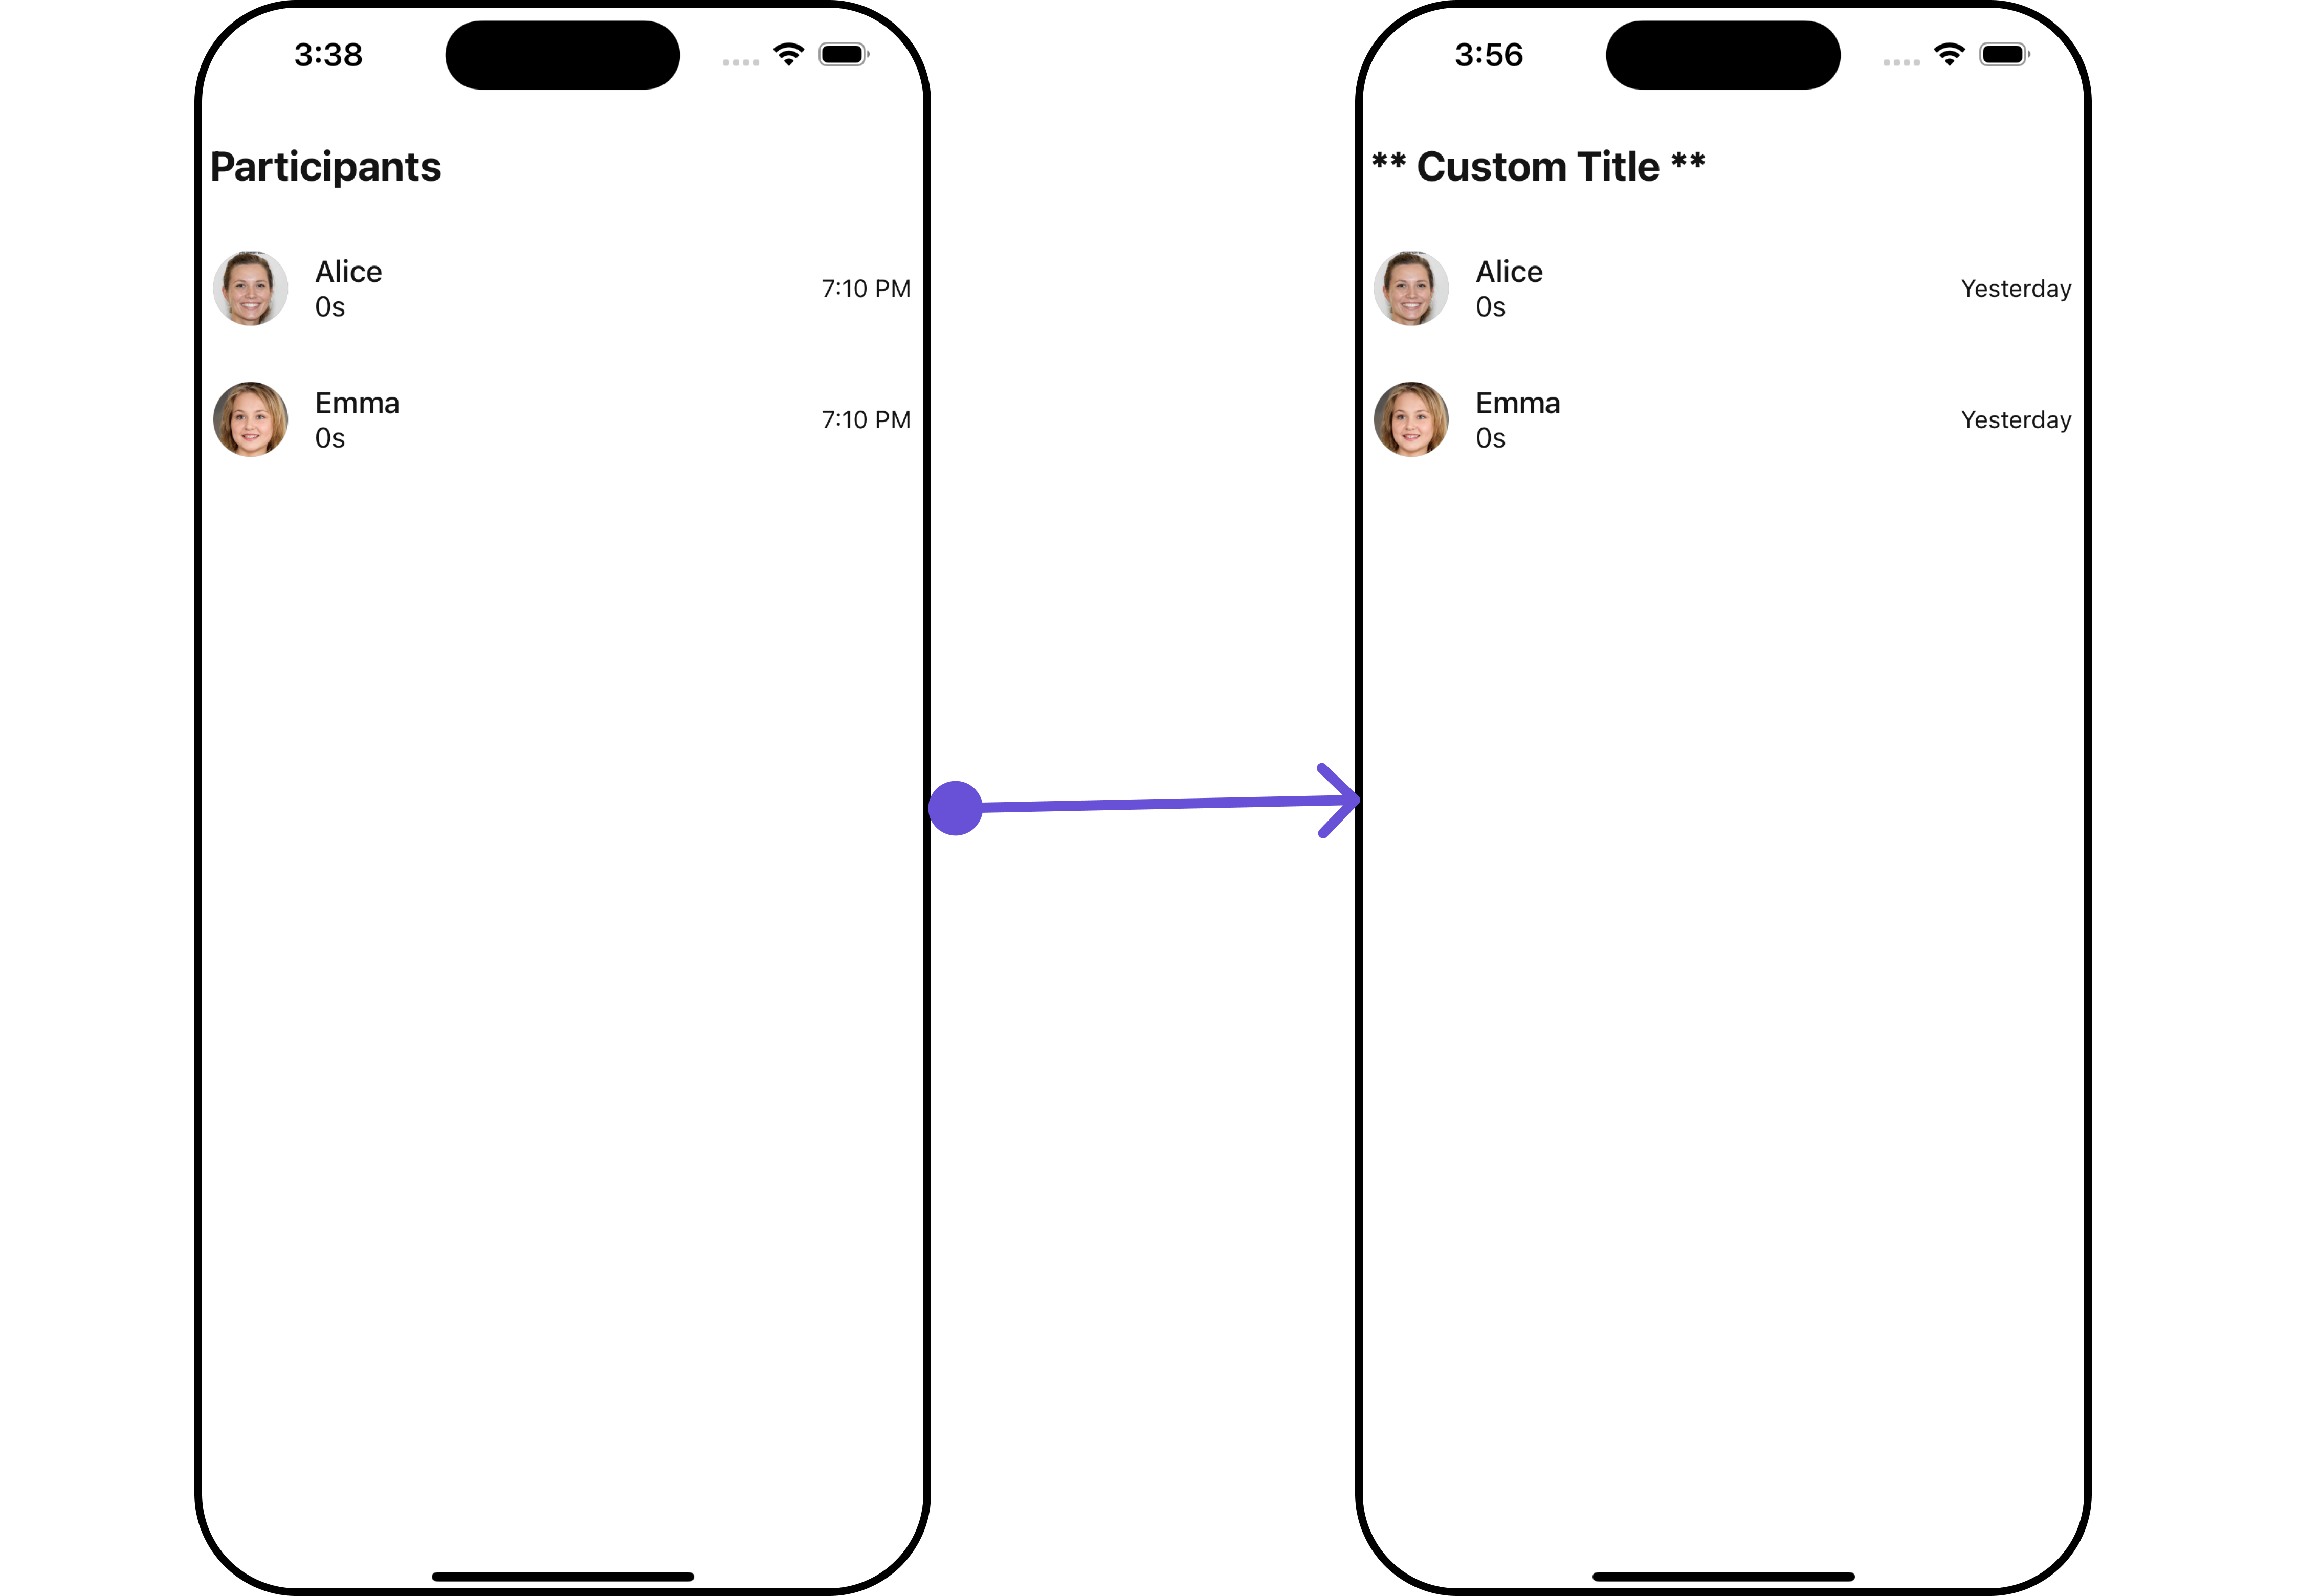 3:38
Participants
Alice
0s
7:10 PM
Emma
0s
7:10 PM
3:56
** Custom Title **
Alice
0s
Yesterday
Emma
0s
Yesterday